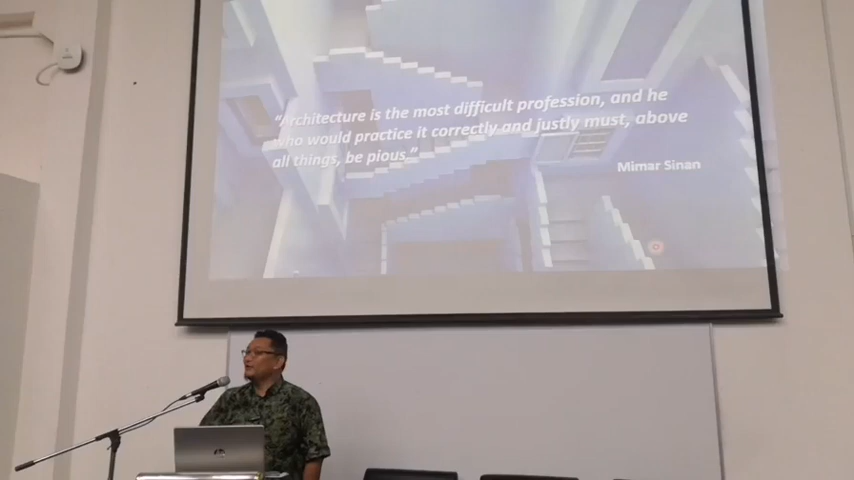 “Architecture is the most difficult profession, and he
who would practice it correctly and justly must, above
all things, be pious.”
Mimar Sinan
hp